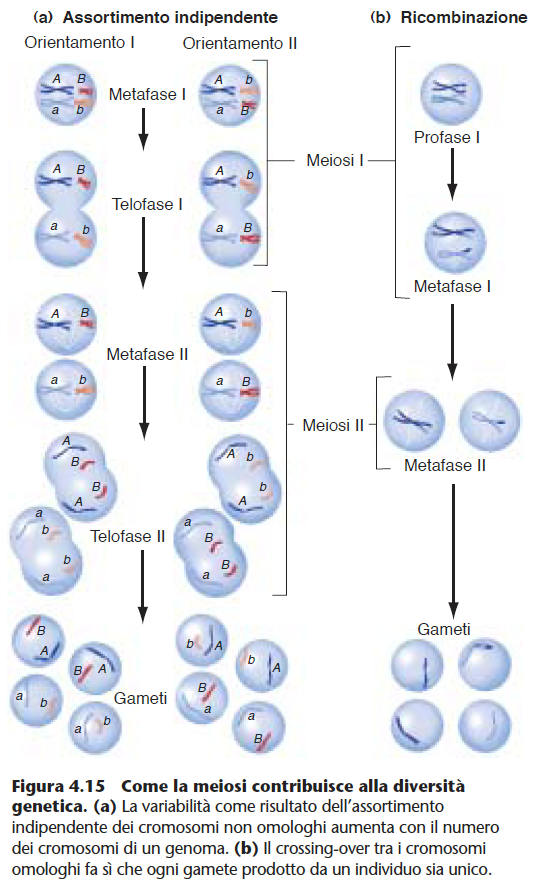 (a) Assortimento indipendente
(b) Ricombinazione
Orientamento I
Orientamento II
A B
a b
Metafase I
A b
a B
Profase I
Meiosi I
A B
a b
Telofase I
A b
a B
Metafase I
A B
a b
Metafase II
A b
a B
Meiosi II
Metafase II
A
B
B
A
a
b
b
a
Telofase II
A b
b
A
a
B
B
a
Gameti
B
A
B A
a b
a b
Gameti
b A
b A
B
a
a
B
Figura 4.15 Come la meiosi contribuisce alla diversità
genetica. (a) La variabilità come risultato dell'assortimento
indipendente dei cromosomi non omologhi aumenta con il numero
dei cromosomi di un genoma. (b) Il crossing-over tra i cromosomi
omologhi fa sì che ogni gamete prodotto da un individuo sia unico.